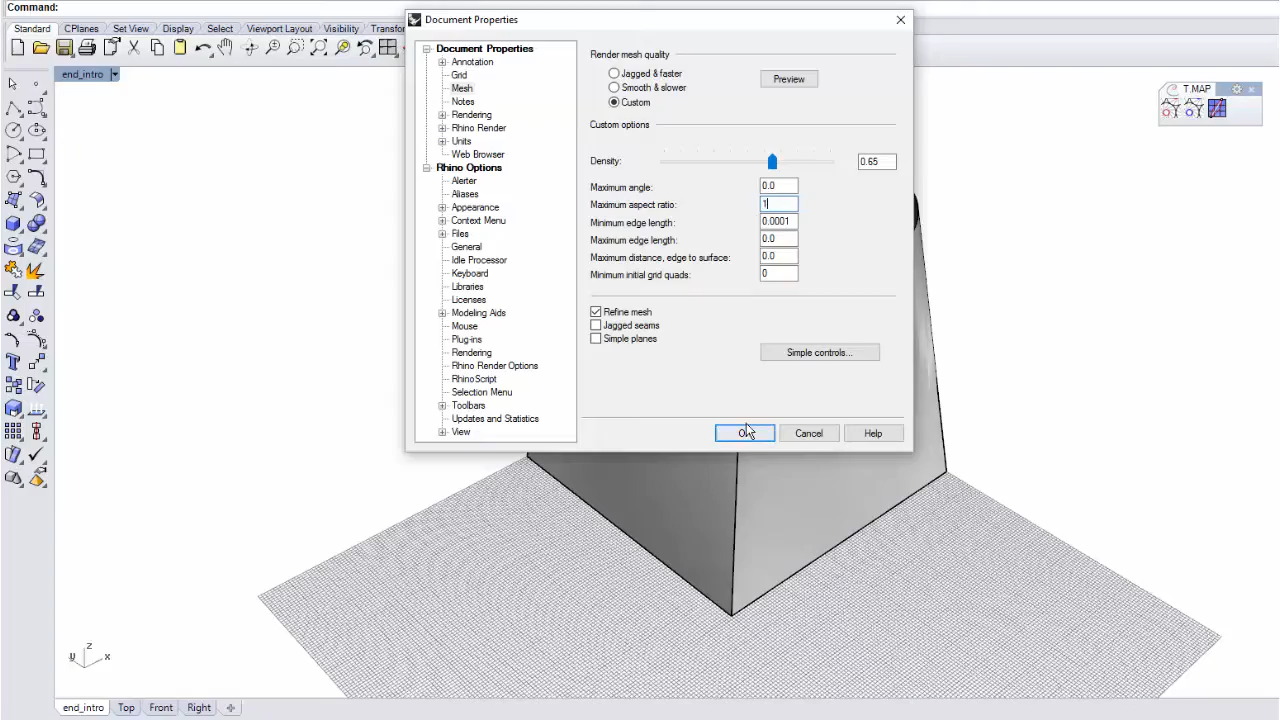 Command:
Standard CPlanes Set View Display Select Viewport Layout Visibility Transfor
Document Properties
end_intro
T.MAP
Document Properties
Annotation
Grid
Mesh
Notes
Rendering
Rhino Render
Units
Web Browser
Rhino Options
Alerter
Aliases
Appearance
Context Menu
Files
General
Idle Processor
Keyboard
Libraries
Licenses
Modeling Aids
Mouse
Plug-ins
Rendering
Rhino Render Options
RhinoScript
Selection Menu
Toolbars
Updates and Statistics
View
Render mesh quality
Jagged & faster
Smooth & slower
Custom
Preview
Custom options
Density: 0.65
Maximum angle: 0.0
Maximum aspect ratio: 1
Minimum edge length: 0.0001
Maximum edge length: 0.0
Maximum distance, edge to surface: 0.0
Minimum initial grid quads: 0
Refine mesh
Jagged seams
Simple planes
Simple controls...
Cancel Help
z
y x
end_intro Top Front Right